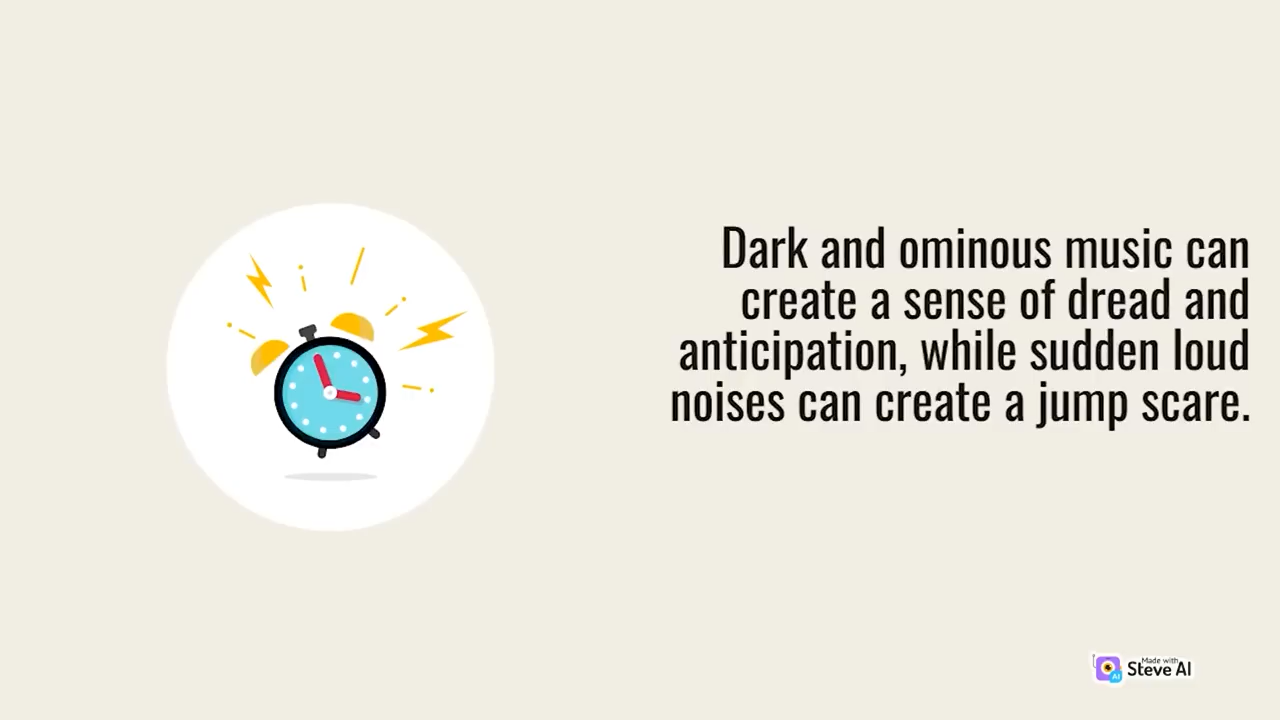 Dark and ominous music can
create a sense of dread and
anticipation, while sudden loud
noises can create a jump scare.
Made with
Steve AI
AI